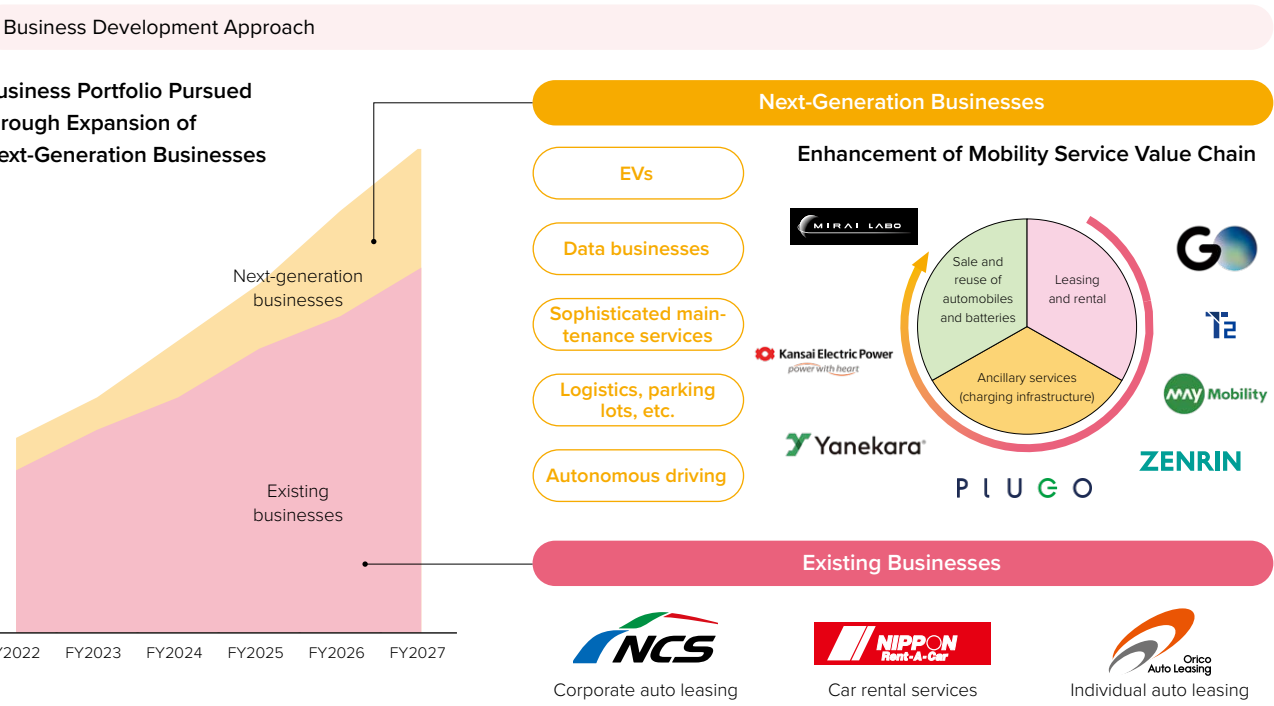 Business Development Approach
usiness Portfolio Pursued
rough Expansion of
ext-Generation Businesses
Next-generation
businesses
Existing
businesses
Y2022 FY2023 FY2024 FY2025 FY2026 FY2027
Next-Generation Businesses
EVs
Data businesses
Sophisticated main-
tenance services
Logistics, parking
lots, etc.
Autonomous driving
Enhancement of Mobility Service Value Chain
MIRAI LABO
Kansai Electric Power
power with heart
Yanekara
PLUGO
Sale and
reuse of
automobiles
and batteries
Leasing
and rental
Ancillary services
(charging infrastructure)
GO
T2
MAY Mobility
ZENRIN
Existing Businesses
NCS
Corporate auto leasing
NIPPON
Rent-A-Car
Car rental services
Orico
Auto Leasing
Individual auto leasing